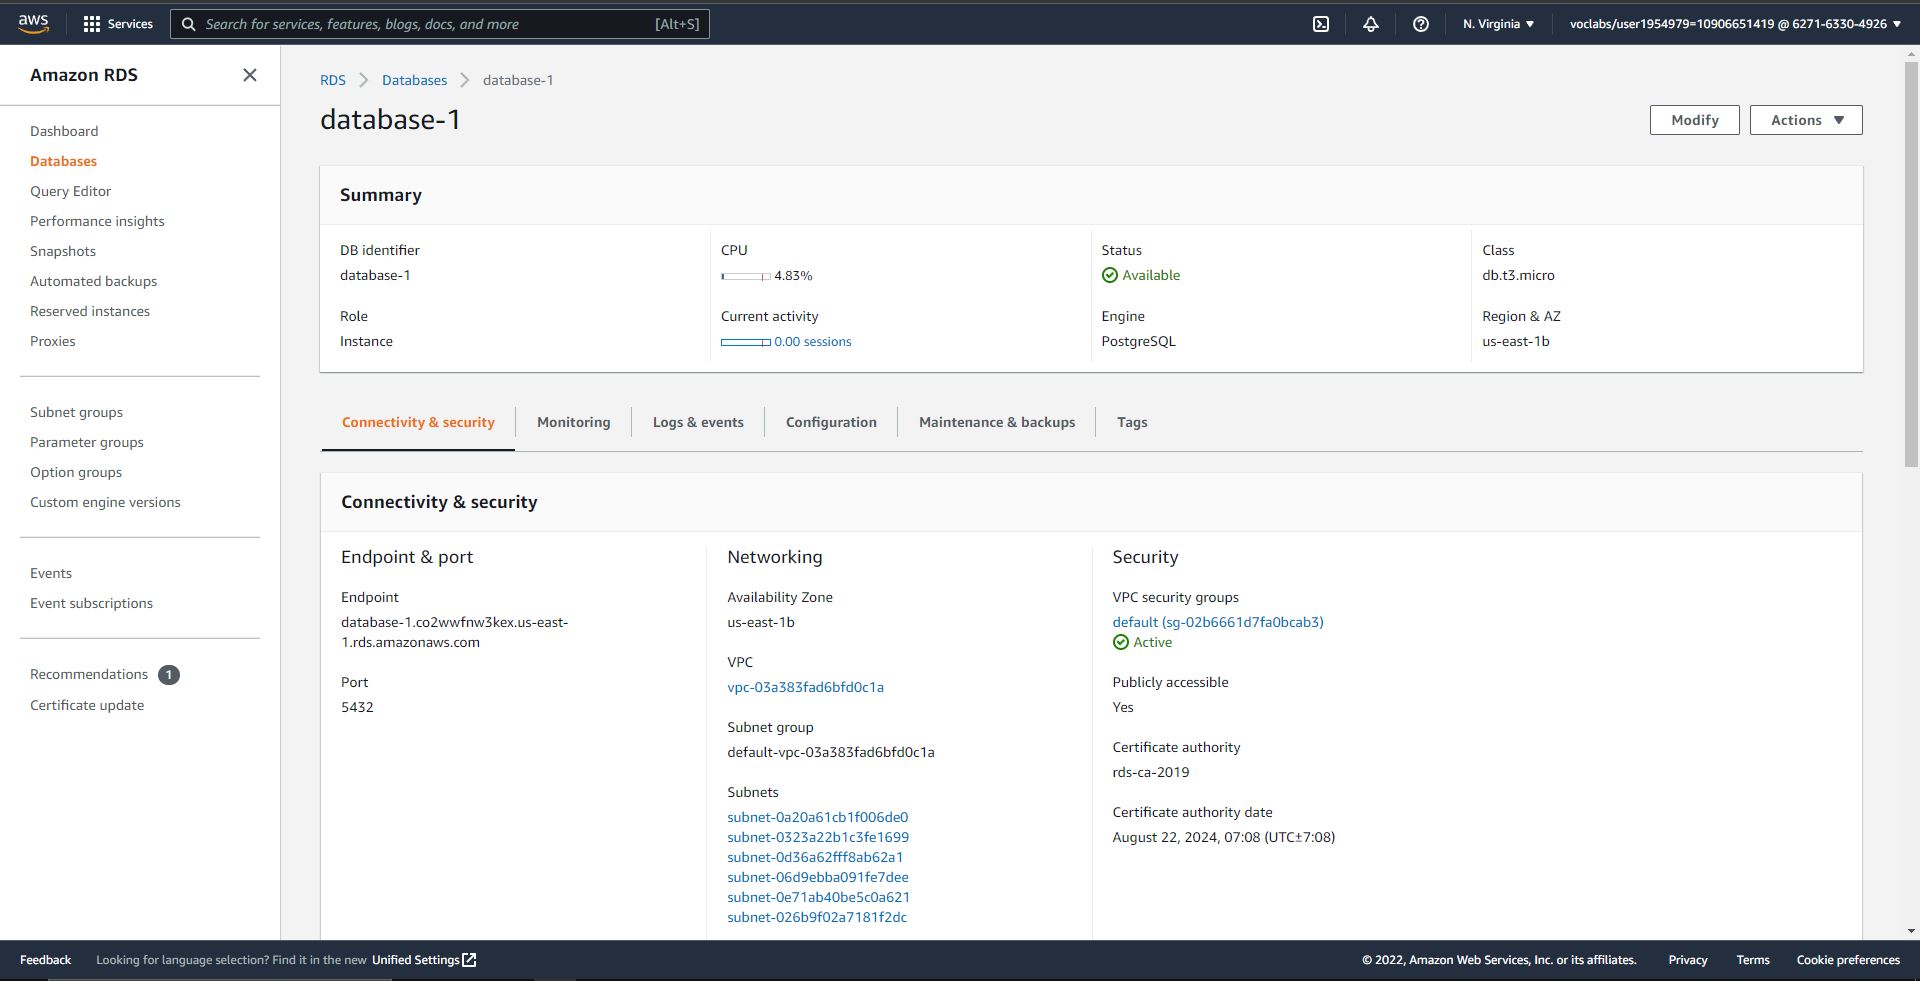 aws
Services
Search for services, features, blogs, docs, and more [Alt+S]
N. Virginia
voclabs/user1954979=10906651419 @ 6271-6330-4926
Amazon RDS
Dashboard
Databases
Query Editor
Performance insights
Snapshots
Automated backups
Reserved instances
Proxies
Subnet groups
Parameter groups
Option groups
Custom engine versions
Events
Event subscriptions
Recommendations 1
Certificate update
RDS Databases database-1
database-1
Modify
Actions
Summary
DB identifier
database-1
CPU
4.83%
Status
Available
Class
db.t3.micro
Role
Instance
Current activity
0.00 sessions
Engine
PostgreSQL
Region & AZ
us-east-1b
Connectivity & security
Monitoring
Logs & events
Configuration
Maintenance & backups
Tags
Connectivity & security
Endpoint & port
Endpoint
database-1.co2wwfnw3kex.us-east-
1.rds.amazonaws.com
Port
5432
Networking
Availability Zone
us-east-1b
VPC
vpc-03a383fad6bfd0c1a
Subnet group
default-vpc-03a383fad6bfd0c1a
Subnets
subnet-0a20a61cb1f006de0
subnet-0323a22b1c3fe1699
subnet-0d36a62fff8ab62a1
subnet-06d9ebba091fe7dee
subnet-0e71ab40be5c0a621
subnet-026b9f02a7181f2dc
Security
VPC security groups
default (sg-02b6661d7fa0bcab3)
Active
Publicly accessible
Yes
Certificate authority
rds-ca-2019
Certificate authority date
August 22, 2024, 07:08 (UTC±7:08)
Feedback
Looking for language selection? Find it in the new Unified Settings
© 2022, Amazon Web Services, Inc. or its affiliates.
Privacy
Terms
Cookie preferences